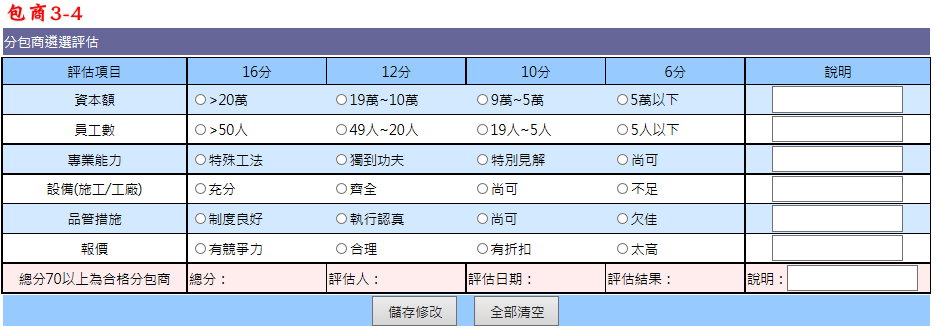 包商3-4
分包商遴選評估
評估項目 16分 12分 10分 6分 說明
資本額 >20萬 19萬~10萬 9萬~5萬 5萬以下
員工數 >50人 49人~20人 19人~5人 5人以下
專業能力 特殊工法 獨到功夫 特別見解 尚可
設備(施工/工廠) 充分 齊全 尚可 不足
品管措施 制度良好 執行認真 尚可 欠佳
報價 有競爭力 合理 有折扣 太高
總分70以上為合格分包商 總分： 評估人： 評估日期： 評估結果： 說明：
儲存修改 全部清空